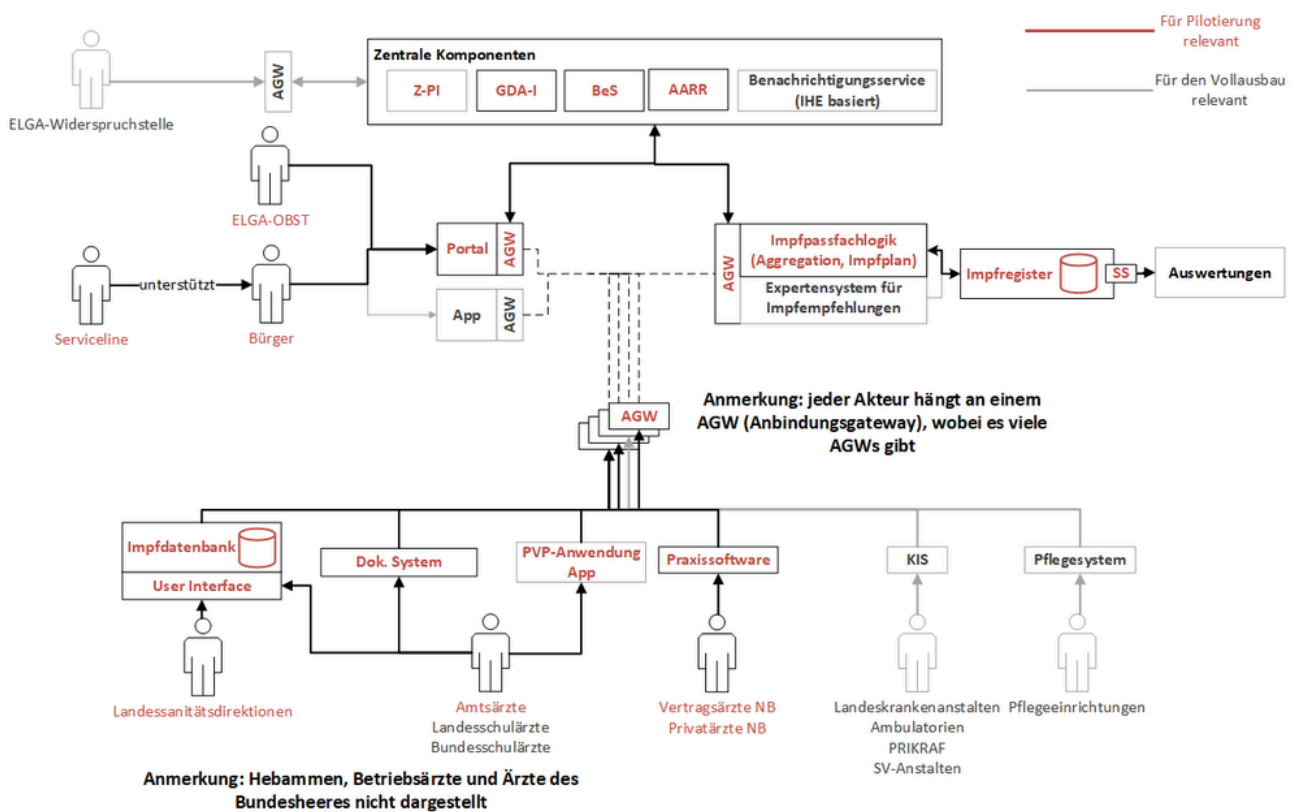 Für Pilotierung
relevant
Für den Vollausbau
relevant
Zentrale Komponenten
Z-PI
GDA-I
BeS
AARR
Benachrichtigungsservice
(IHE basiert)
AGW
ELGA-Widerspruchstelle
ELGA-OBST
Portal
AGW
App
AGW
Serviceline
unterstützt
Bürger
AGW
Impfpassfachlogik
(Aggregation, Impfplan)
Expertensystem für
Impfempfehlungen
Impfregister
SS
Auswertungen
AGW
Anmerkung: jeder Akteur hängt an einem
AGW (Anbindungsgateway), wobei es viele
AGWs gibt
Impfdatenbank
User Interface
Dok. System
PVP-Anwendung
App
Praxissoftware
KIS
Pflegesystem
Landessanitätsdirektionen
Amtsärzte
Landesschulärzte
Bundesschulärzte
Vertragsärzte NB
Privatärzte NB
Landeskrankenanstalten
Ambulatorien
PRIKRAF
SV-Anstalten
Pflegeeinrichtungen
Anmerkung: Hebammen, Betriebsärzte und Ärzte des
Bundesheeres nicht dargestellt